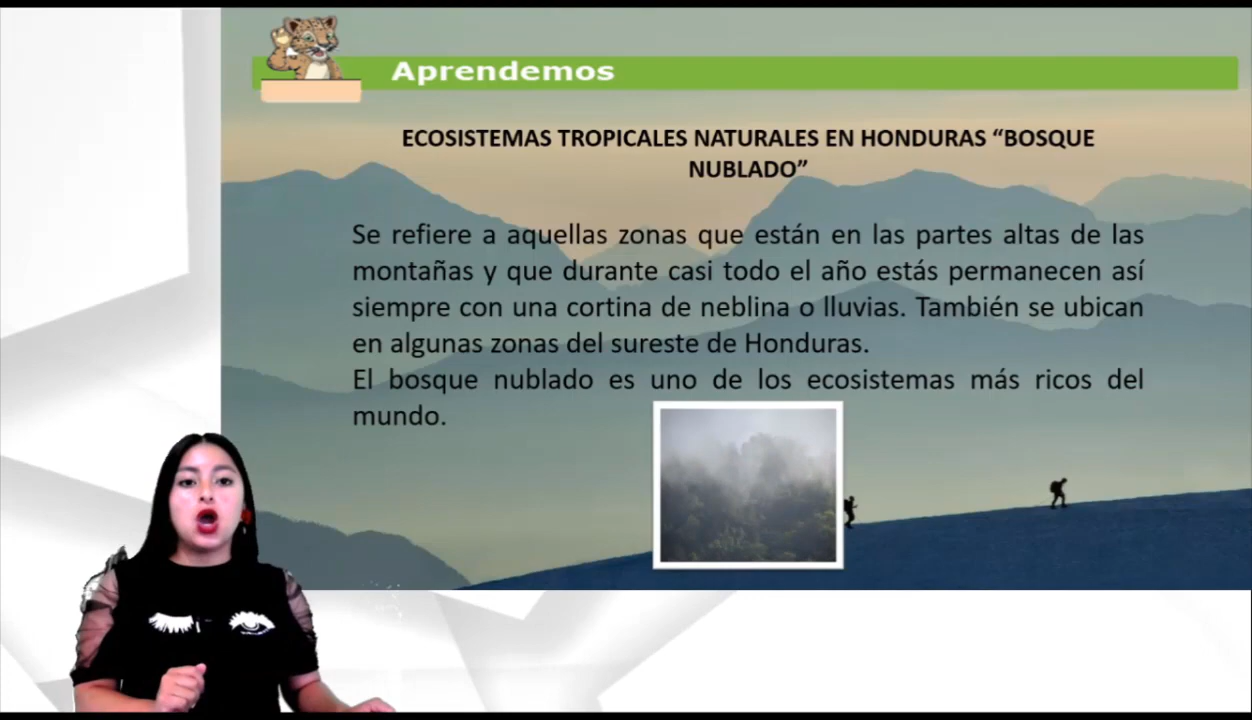 Aprendemos
ECOSISTEMAS TROPICALES NATURALES EN HONDURAS “BOSQUE
NUBLADO”
Se refiere a aquellas zonas que están en las partes altas de las
montañas y que durante casi todo el año estás permanecen así
siempre con una cortina de neblina o lluvias. También se ubican
en algunas zonas del sureste de Honduras.
El bosque nublado es uno de los ecosistemas más ricos del
mundo.